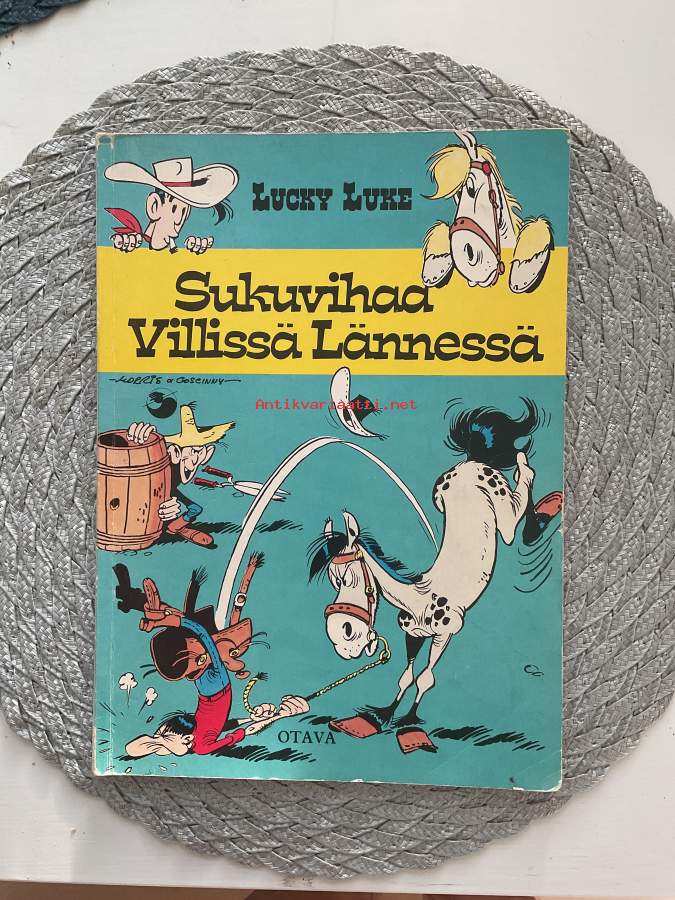 LUCKY LUKE
Sukuvihaa
Villissä Lännessä
MORRIS & GOSCINNY
Antikvariaatti.net
OTAVA